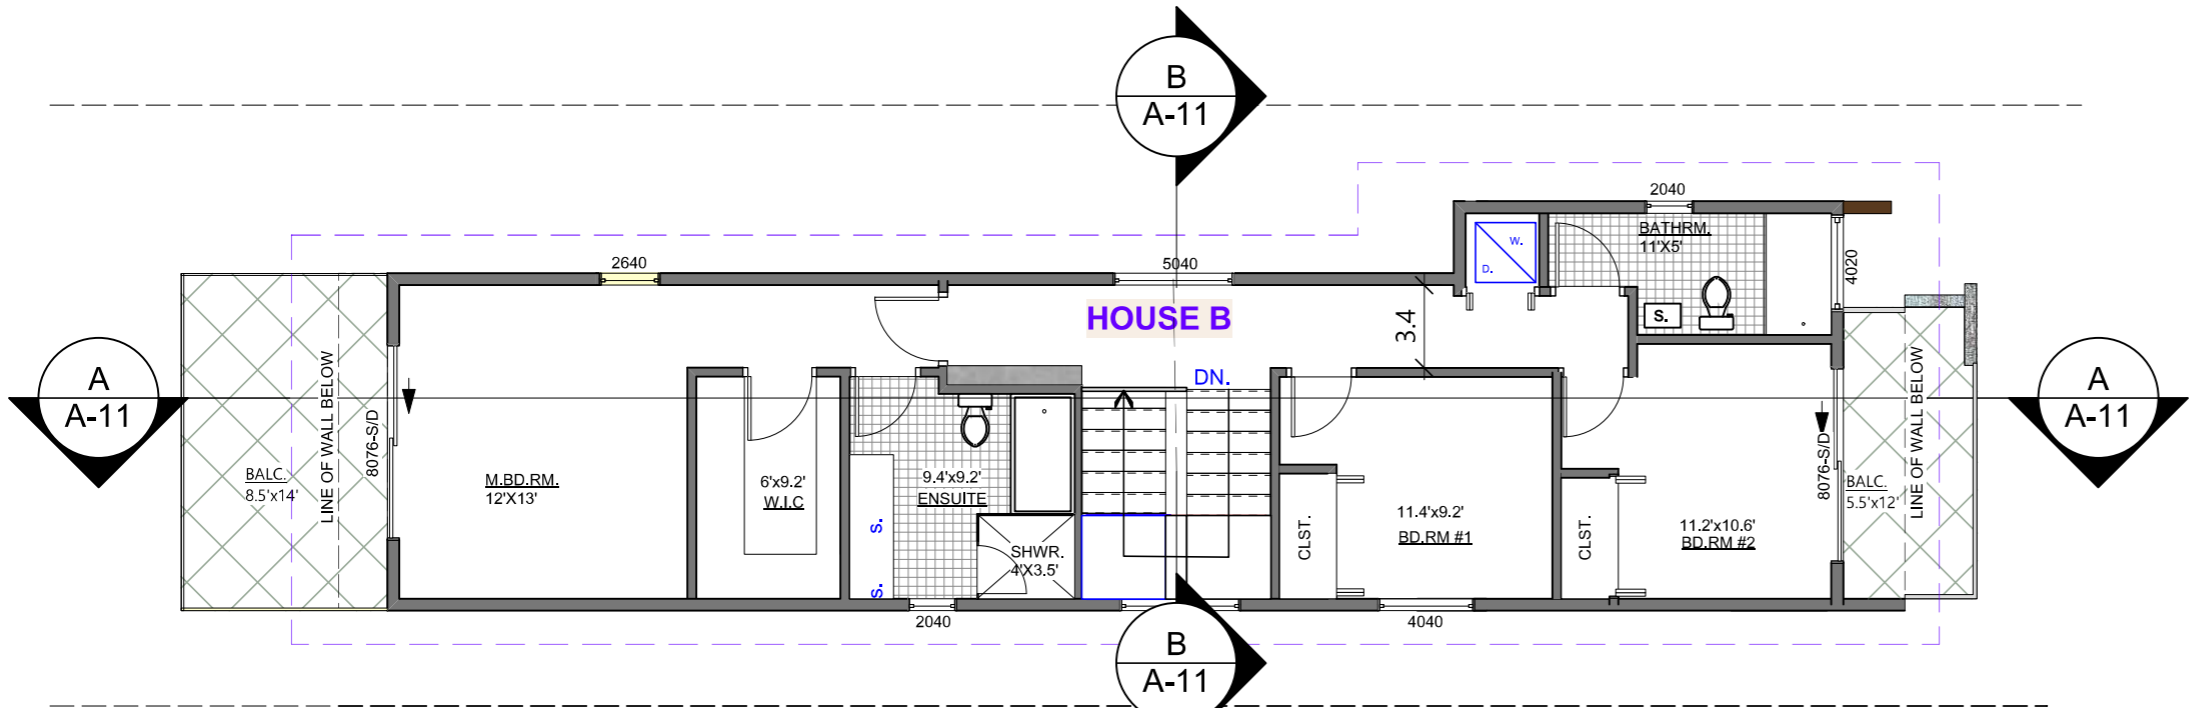 B
A-11
2040
W.
D.
BATHRM.
11'X5'
4020
2640
5040
HOUSE B
3.4
S.
A
A-11
LINE OF WALL BELOW
8076-S/D
BALC.
8.5'x14'
M.BD.RM.
12'X13'
6'x9.2'
W.I.C
9.4'x9.2'
ENSUITE
S.
S.
SHWR.
4'X3.5'
DN.
CLST.
11.4'x9.2'
BD.RM #1
CLST.
11.2'x10.6'
BD.RM #2
8076-S/D
BALC.
5.5'x12'
LINE OF WALL BELOW
A
A-11
2040
4040
B
A-11